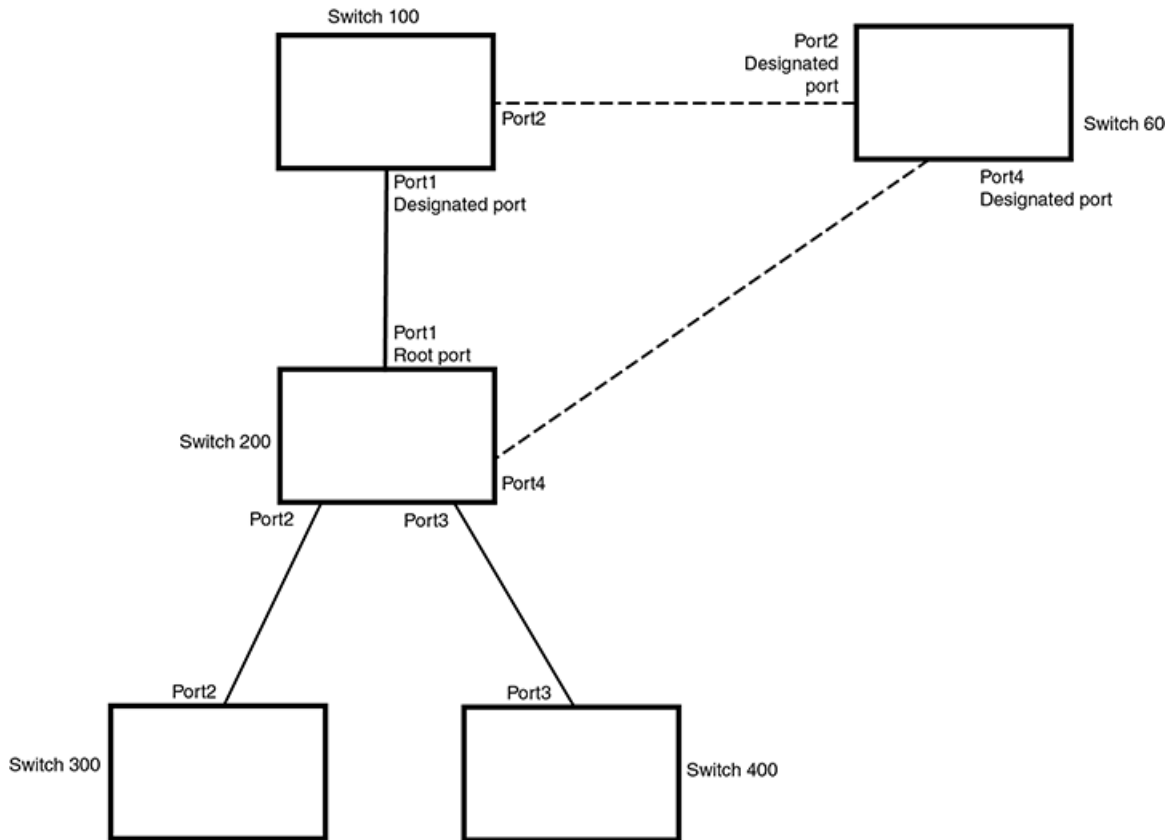 Switch 100
Port2
Designated
port
Port2
Switch 60
Port1
Designated port
Port4
Designated port
Port1
Root port
Switch 200
Port4
Port2
Port3
Port2
Port3
Switch 300
Switch 400